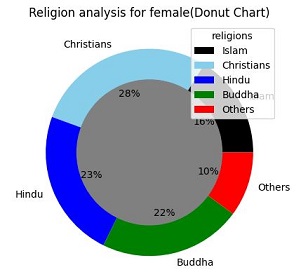 Religion analysis for female(Donut Chart)
religions
Islam
Christians
Hindu
Buddha
Others
Christians
28%
16%
23%
10%
22%
Hindu
Others
Buddha